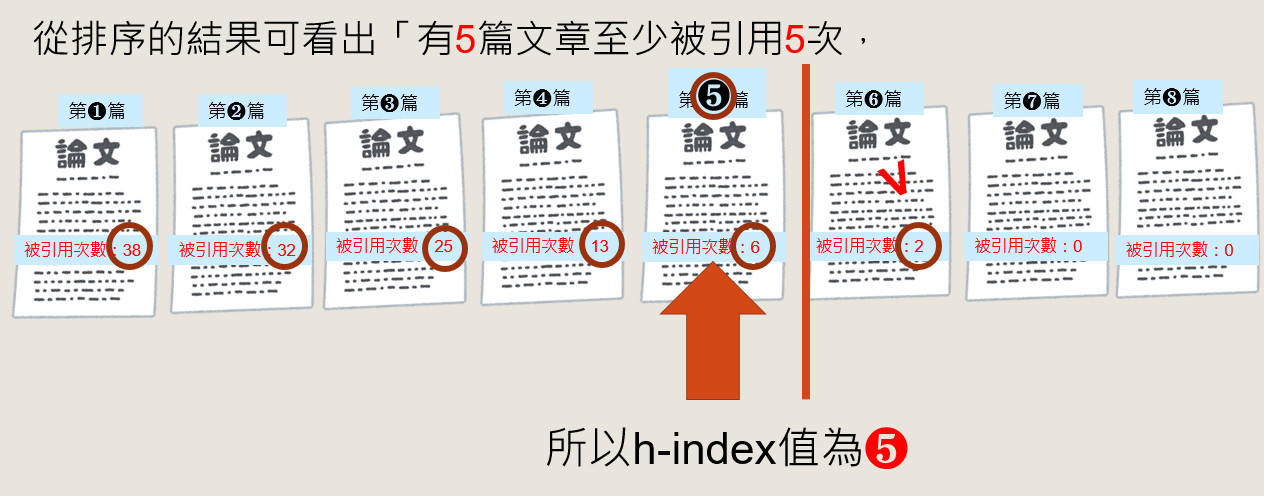 從排序的結果可看出「有5篇文章至少被引用5次，
第❶篇
論文
被引用次數：38
第❷篇
論文
被引用次數：32
第❸篇
論文
被引用次數 25
第❹篇
論文
被引用次數 13
第❺篇
論文
被引用次數：6
第❻篇
論文
V
被引用次數：2
第❼篇
論文
被引用次數：0
第❽篇
論文
被引用次數：0
所以h-index值為❺